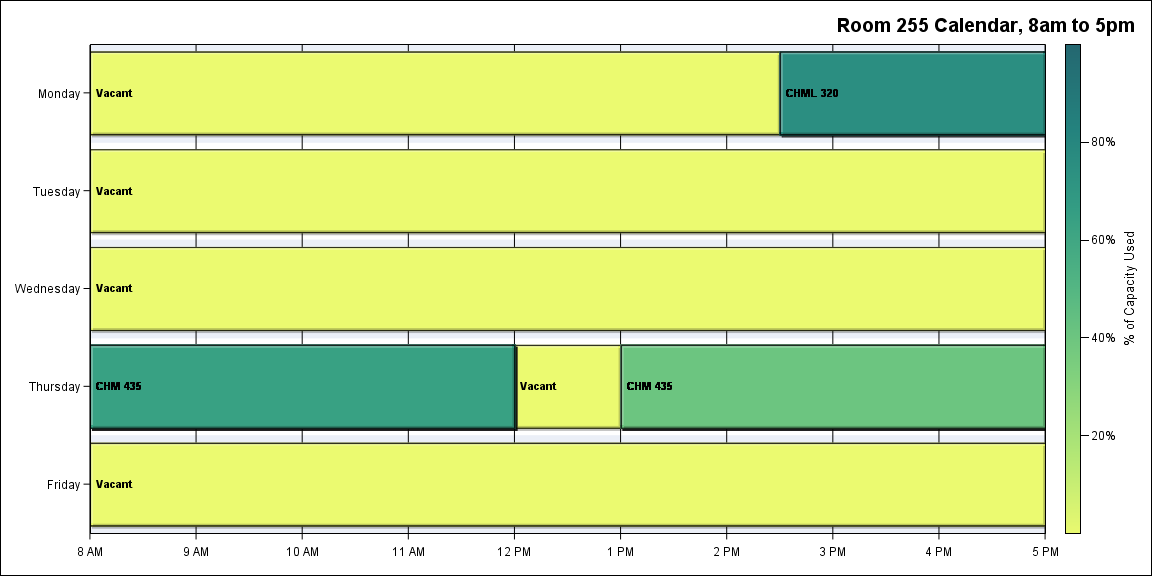 Room 255 Calendar, 8am to 5pm
Monday
Vacant
CHML 320
Tuesday
Vacant
Wednesday
Vacant
Thursday
CHM 435
Vacant
CHM 435
Friday
Vacant
8 AM
9 AM
10 AM
11 AM
12 PM
1 PM
2 PM
3 PM
4 PM
5 PM
80%
60%
40%
20%
% of Capacity Used